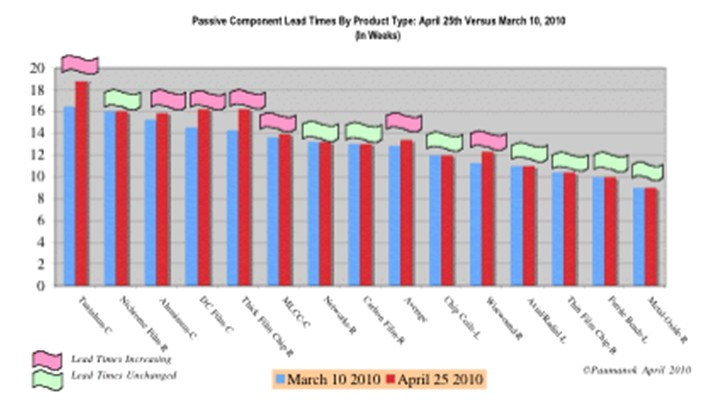 Passive Component Lead Times By Product Type: April 25th Versus March 10, 2010
(In Weeks)
20
18
16
14
12
10
8
6
4
2
0
Tantalum-C
Nichrome Film-R
Aluminum-C
DC Film-C
Thick Film Chip-R
MLCC-C
Networks-R
Carbon Film-R
Average
Chip Coils-L
Wirewound-R
Axial/Radial-L
Thin Film Chip-R
Ferrite Beads-L
Metal-Oxide-R
Lead Times Increasing
Lead Times Unchanged
March 10 2010 April 25 2010
©Paumanok April 2010